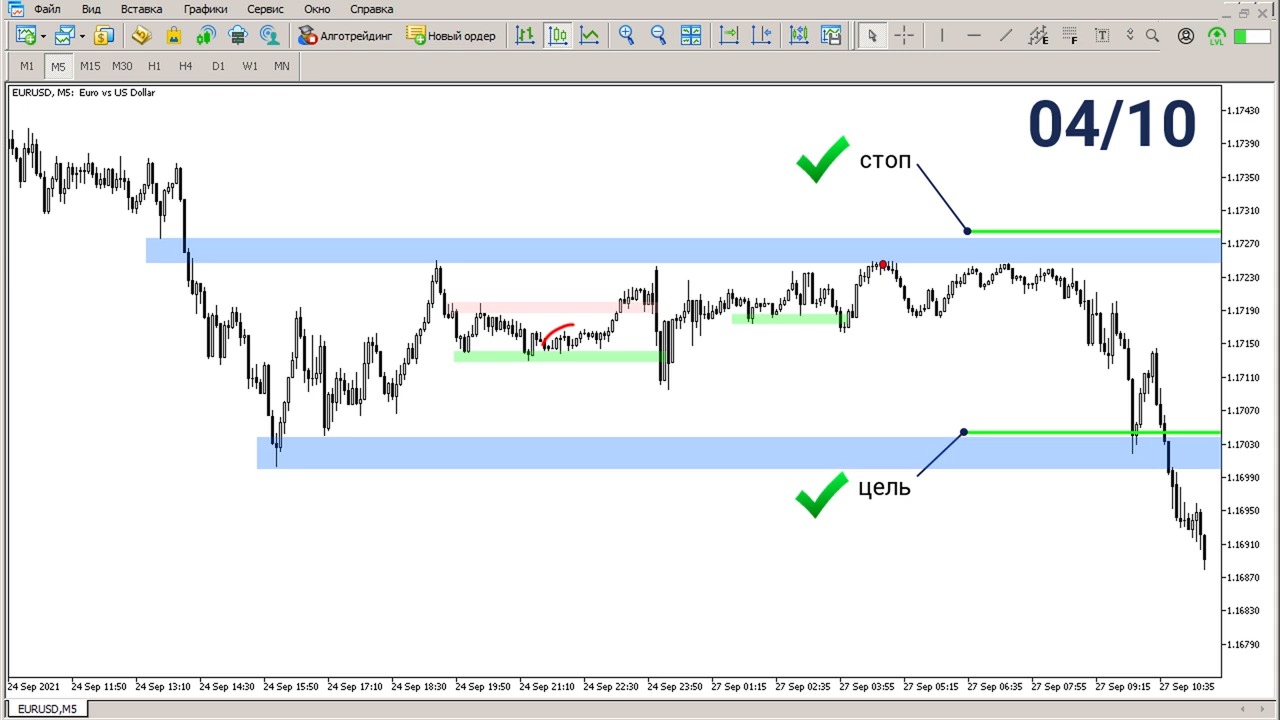 Файл Вид Вставка Графики Сервис Окно Справка
Алготрейдинг Новый ордер
E F T LVL
M1 M5 M15 M30 H1 H4 D1 W1 MN
EURUSD, M5: Euro vs US Dollar
04/10
стоп
цель
1.17430
1.17390
1.17350
1.17310
1.17270
1.17230
1.17190
1.17150
1.17110
1.17070
1.17030
1.16990
1.16950
1.16910
1.16870
1.16830
1.16790
24 Sep 2021 24 Sep 11:50 24 Sep 13:10 24 Sep 14:30 24 Sep 15:50 24 Sep 17:10 24 Sep 18:30 24 Sep 19:50 24 Sep 21:10 24 Sep 22:30 24 Sep 23:50 27 Sep 01:15 27 Sep 02:35 27 Sep 03:55 27 Sep 05:15 27 Sep 06:35 27 Sep 07:55 27 Sep 09:15 27 Sep 10:35
EURUSD,M5